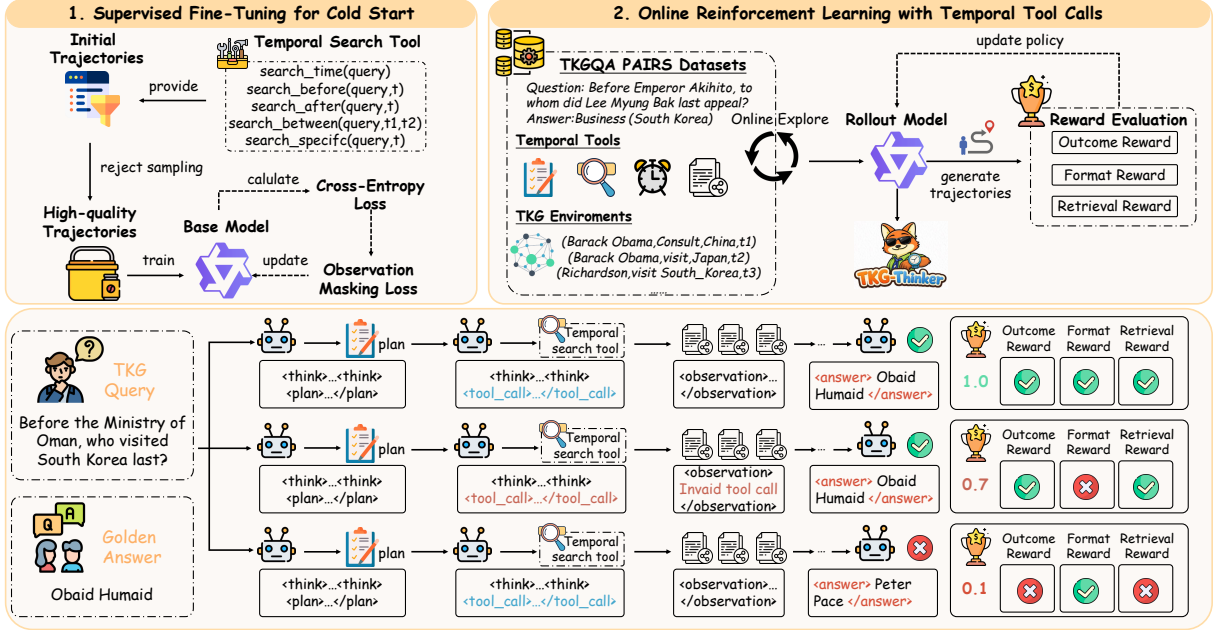 1. Supervised Fine-Tuning for Cold Start
Initial
Trajectories
Temporal Search Tool
search_time(query)
search_before(query,t)
search_after(query,t)
search_between(query,t1,t2)
search_specifc(query,t)
provide
reject sampling
High-quality
Trajectories
train
Base Model
calulate
Cross-Entropy
Loss
update
Observation
Masking Loss
2. Online Reinforcement Learning with Temporal Tool Calls
TKGQA PAIRS Datasets
Question: Before Emperor Akihito, to
whom did Lee Myung Bak last appeal?
Answer:Business (South Korea)
Temporal Tools
TKG Enviroments
(Barack Obama,Consult,China,t1)
(Barack Obama,visit,Japan,t2)
(Richardson,visit South_Korea,t3)
......
Online Explore
update policy
Rollout Model
generate
trajectories
TKG-Thinker
Reward Evaluation
Outcome Reward
Format Reward
Retrieval Reward
?
TKG
Query
Before the Ministry of
Oman, who visited
South Korea last?
Q A
Golden
Answer
Obaid Humaid
plan
<think>...<think>
<plan>...</plan>
Temporal
search tool
<think>...<think>
<tool_call>...</tool_call>
<observation>...
</observation>
...
<answer> Obaid
Humaid </answer>
1.0
Outcome
Reward
Format
Reward
Retrieval
Reward
plan
<think>...<think>
<plan>...</plan>
Temporal
search tool
<think>...<think>
<tool_call>...</tool_call>
<observation>
Invaid tool call
</observation>
...
<answer> Obaid
Humaid </answer>
0.7
Outcome
Reward
Format
Reward
Retrieval
Reward
plan
<think>...<think>
<plan>...</plan>
Temporal
search tool
<think>...<think>
<tool_call>...</tool_call>
<observation>...
</observation>
...
<answer> Peter
Pace </answer>
0.1
Outcome
Reward
Format
Reward
Retrieval
Reward